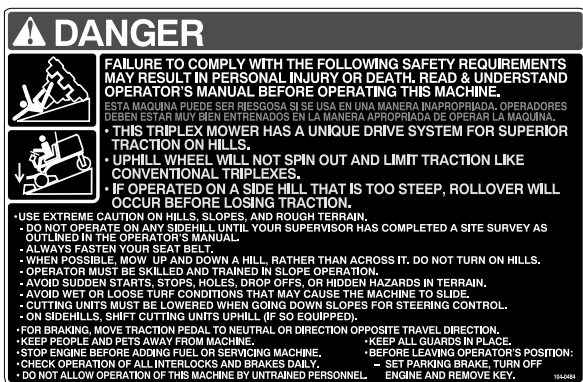 DANGER
FAILURE TO COMPLY WITH THE FOLLOWING SAFETY REQUIREMENTS
MAY RESULT IN PERSONAL INJURY OR DEATH. READ & UNDERSTAND
OPERATOR'S MANUAL BEFORE OPERATING THIS MACHINE.
ESTA MAQUINA PUEDE SER RIESGOSA SI SE USA EN UNA MANERA INAPROPRIADA. OPERADORES
DEBEN ESTAR MUY BIEN ENTRENADOS EN LA MANERA APROPRIADA DE OPERAR LA MAQUINA.
• THIS TRIPLEX MOWER HAS A UNIQUE DRIVE SYSTEM FOR SUPERIOR
TRACTION ON HILLS.
• UPHILL WHEEL WILL NOT SPIN OUT AND LIMIT TRACTION LIKE
CONVENTIONAL TRIPLEXES.
• IF OPERATED ON A SIDE HILL THAT IS TOO STEEP, ROLLOVER WILL
OCCUR BEFORE LOSING TRACTION.
•USE EXTREME CAUTION ON HILLS, SLOPES, AND ROUGH TERRAIN.
- DO NOT OPERATE ON ANY SIDEHILL UNTIL YOUR SUPERVISOR HAS COMPLETED A SITE SURVEY AS
OUTLINED IN THE OPERATOR'S MANUAL.
- ALWAYS FASTEN YOUR SEAT BELT.
- WHEN POSSIBLE, MOW UP AND DOWN A HILL, RATHER THAN ACROSS IT. DO NOT TURN ON HILLS.
- OPERATOR MUST BE SKILLED AND TRAINED IN SLOPE OPERATION.
- AVOID SUDDEN STARTS, STOPS, HOLES, DROP OFFS, OR HIDDEN HAZARDS IN TERRAIN.
- AVOID WET OR LOOSE TURF CONDITIONS THAT MAY CAUSE THE MACHINE TO SLIDE.
- CUTTING UNITS MUST BE LOWERED WHEN GOING DOWN SLOPES FOR STEERING CONTROL.
- ON SIDEHILLS, SHIFT CUTTING UNITS UPHILL (IF SO EQUIPPED).
•FOR BRAKING, MOVE TRACTION PEDAL TO NEUTRAL OR DIRECTION OPPOSITE TRAVEL DIRECTION.
•KEEP PEOPLE AND PETS AWAY FROM MACHINE.
•STOP ENGINE BEFORE ADDING FUEL OR SERVICING MACHINE.
•CHECK OPERATION OF ALL INTERLOCKS AND BRAKES DAILY.
• DO NOT ALLOW OPERATION OF THIS MACHINE BY UNTRAINED PERSONNEL.
•KEEP ALL GUARDS IN PLACE.
•BEFORE LEAVING OPERATOR'S POSITION:
– SET PARKING BRAKE, TURN OFF
ENGINE AND REMOVE KEY.
104-0484